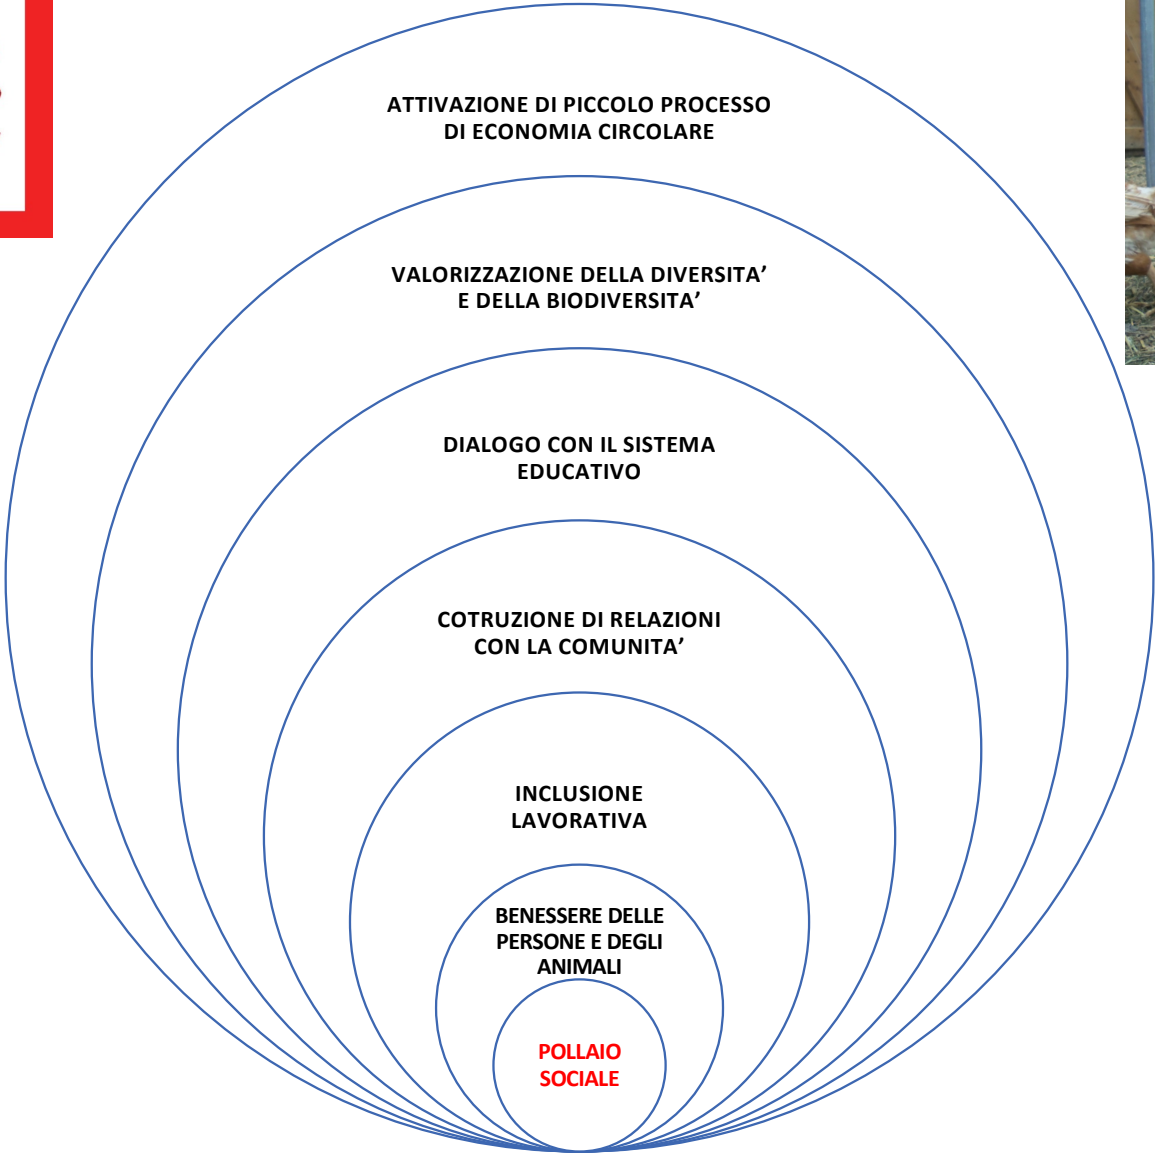 ATTIVAZIONE DI PICCOLO PROCESSO
DI ECONOMIA CIRCOLARE
VALORIZZAZIONE DELLA DIVERSITA’
E DELLA BIODIVERSITA’
DIALOGO CON IL SISTEMA
EDUCATIVO
COTRUZIONE DI RELAZIONI
CON LA COMUNITA’
INCLUSIONE
LAVORATIVA
BENESSERE DELLE
PERSONE E DEGLI
ANIMALI
POLLAIO
SOCIALE